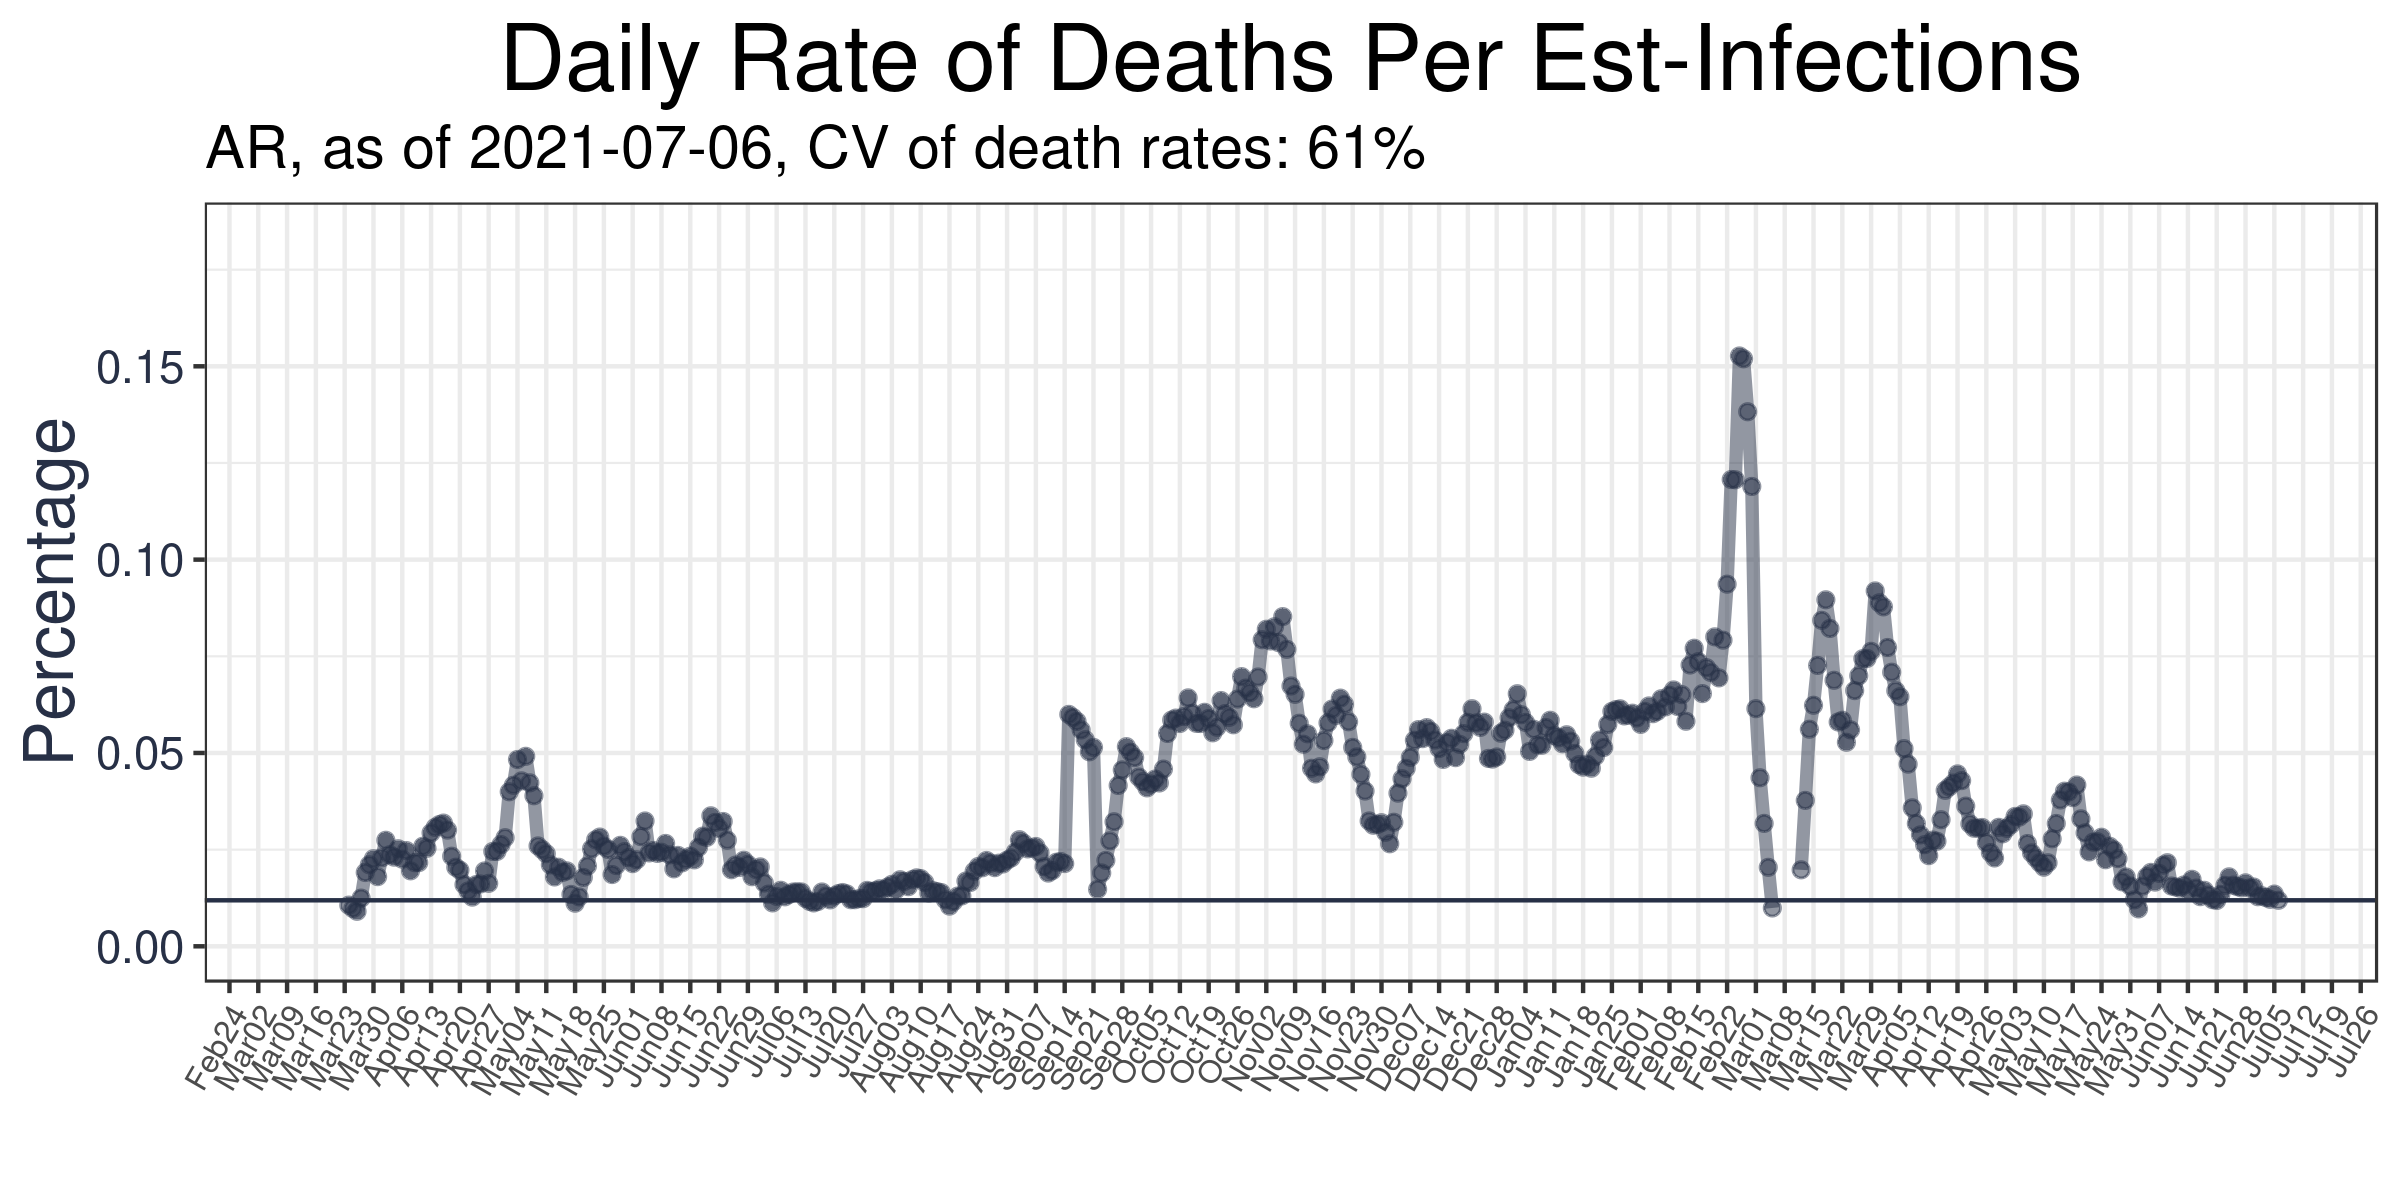 Daily Rate of Deaths Per Est-Infections
AR, as of 2021-07-06, CV of death rates: 61%
Percentage
0.15
0.10
0.05
0.00
Feb24
Mar02
Mar09
Mar16
Mar23
Mar30
Apr06
Apr13
Apr20
Apr27
May04
May11
May18
May25
Jun01
Jun08
Jun15
Jun22
Jun29
Jul06
Jul13
Jul20
Jul27
Aug03
Aug10
Aug17
Aug24
Aug31
Sep07
Sep14
Sep21
Sep28
Oct05
Oct12
Oct19
Oct26
Nov02
Nov09
Nov16
Nov23
Nov30
Dec07
Dec14
Dec21
Dec28
Jan04
Jan11
Jan18
Jan25
Feb01
Feb08
Feb15
Feb22
Mar01
Mar08
Mar15
Mar22
Mar29
Apr05
Apr12
Apr19
Apr26
May03
May10
May17
May24
May31
Jun07
Jun14
Jun21
Jun28
Jul05
Jul12
Jul19
Jul26